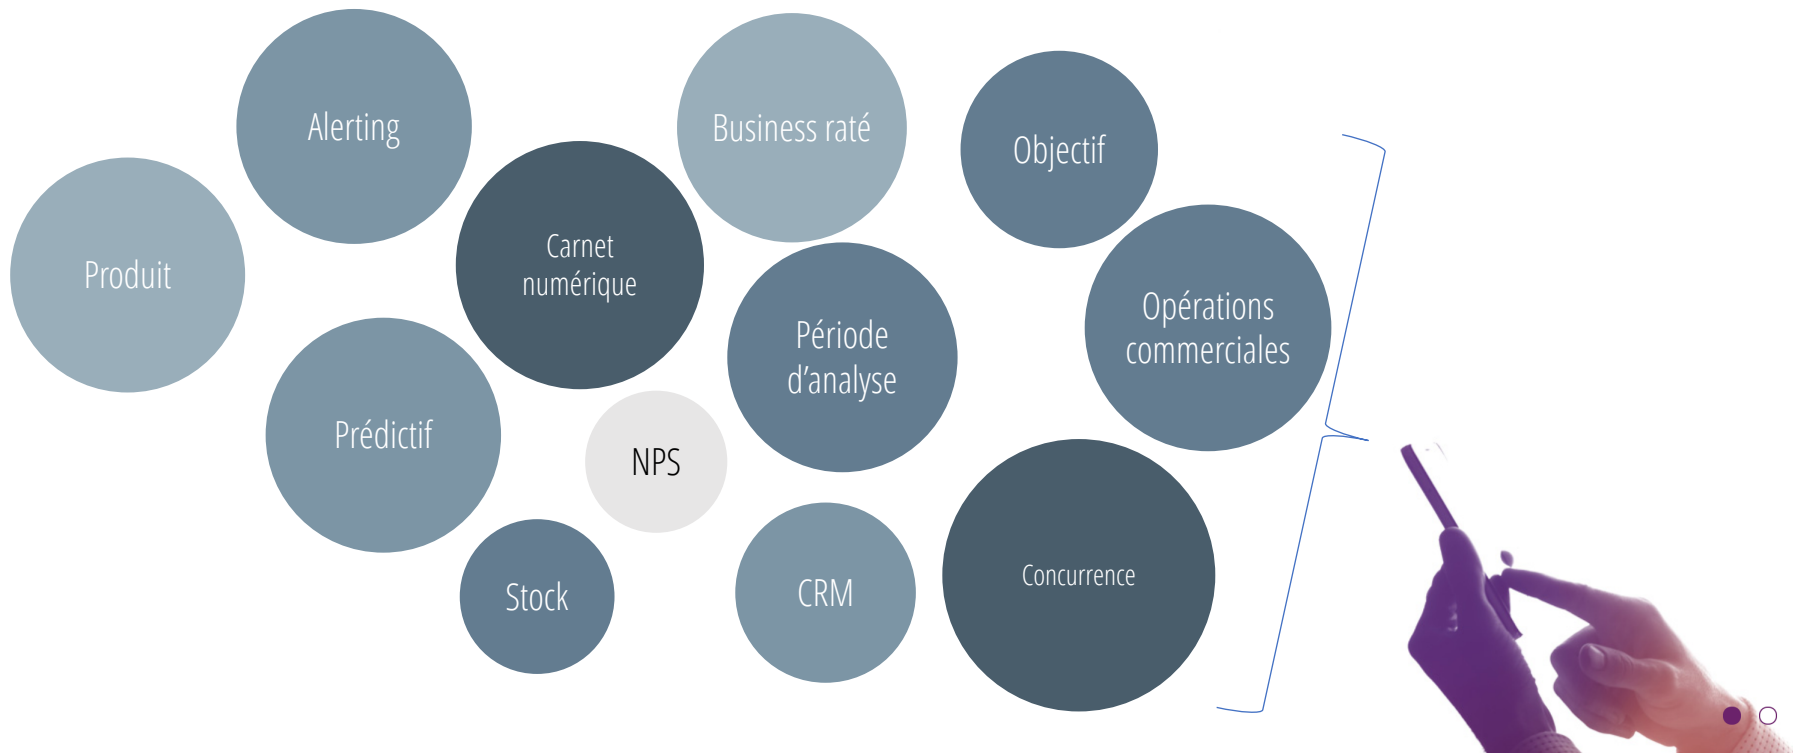 Alerting
Business raté
Objectif
Produit
Carnet
numérique
Période
d’analyse
Opérations
commerciales
Prédictif
NPS
Stock
CRM
Concurrence